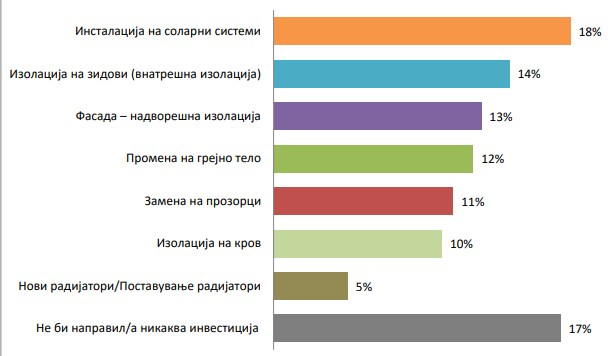 Инсталација на соларни системи 18%
Изолација на зидови (внатрешна изолација) 14%
Фасада – надворешна изолација 13%
Промена на грејно тело 12%
Замена на прозорци 11%
Изолација на кров 10%
Нови радијатори/Поставување радијатори 5%
Не би направил/а никаква инвестиција 17%